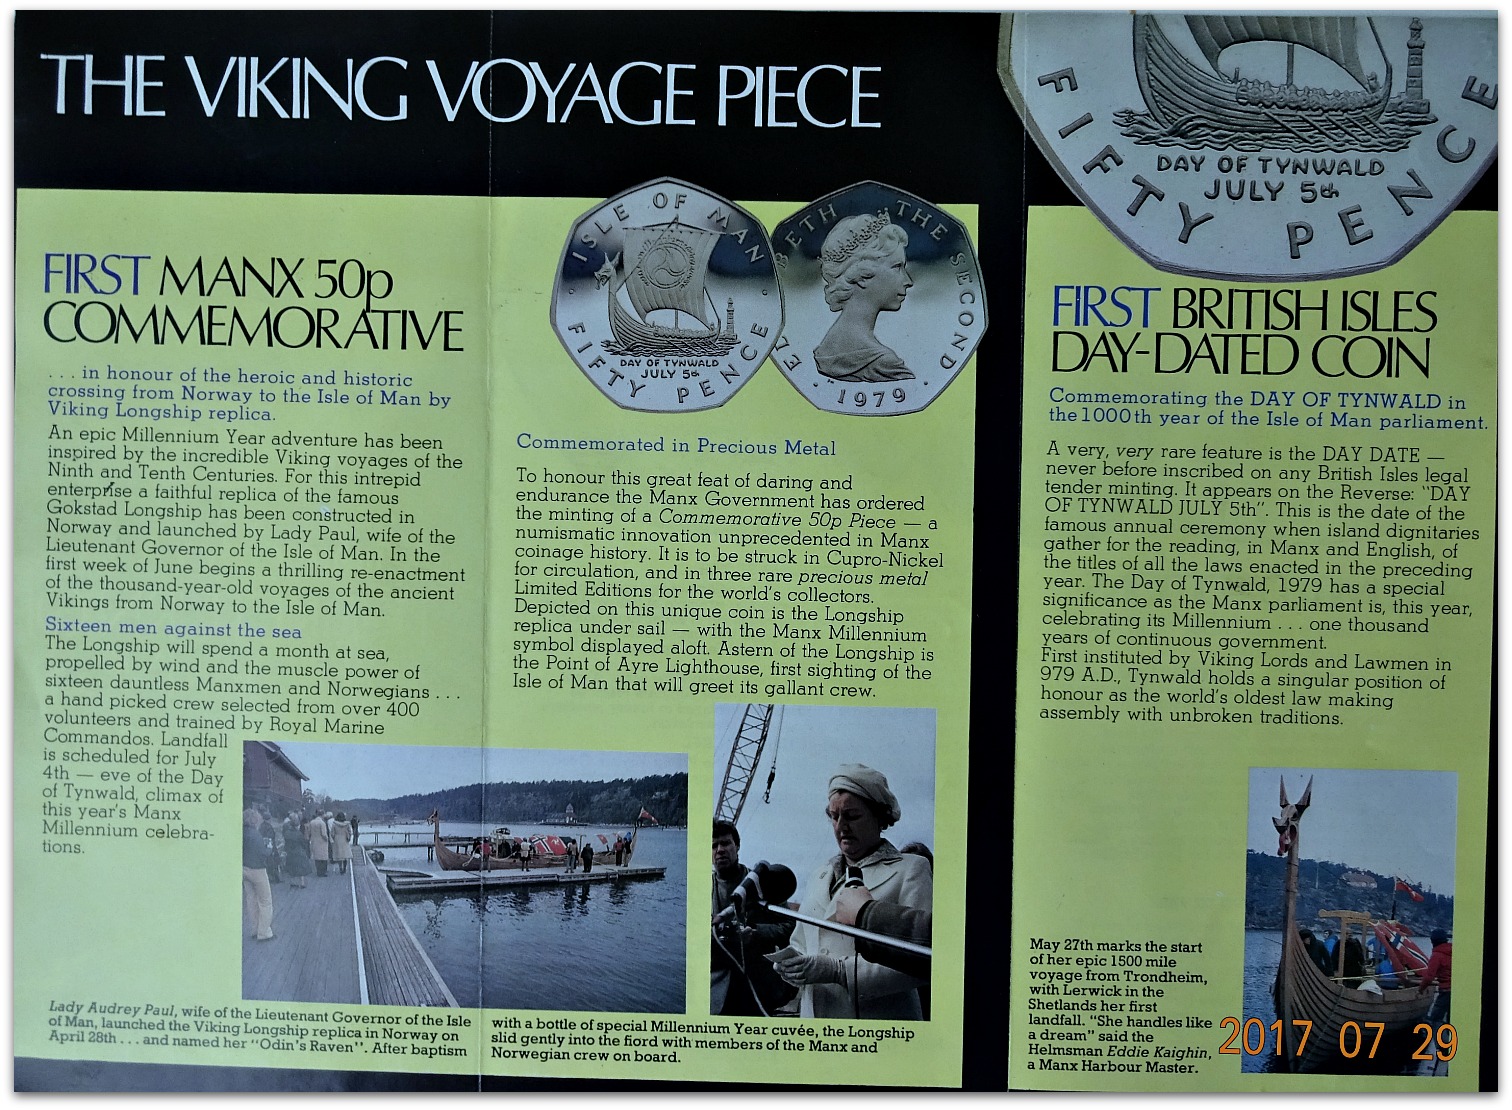 THE VIKING VOYAGE PIECE
FIRST MANX 50p
COMMEMORATIVE
. . . in honour of the heroic and historic
crossing from Norway to the Isle of Man by
Viking Longship replica.
An epic Millennium Year adventure has been
inspired by the incredible Viking voyages of the
Ninth and Tenth Centuries. For this intrepid
enterprise a faithful replica of the famous
Gokstad Longship has been constructed in
Norway and launched by Lady Paul, wife of the
Lieutenant Governor of the Isle of Man. In the
first week of June begins a thrilling re-enactment
of the thousand-year-old voyages of the ancient
Vikings from Norway to the Isle of Man.
Sixteen men against the sea
The Longship will spend a month at sea,
propelled by wind and the muscle power of
sixteen dauntless Manxmen and Norwegians . . .
a hand picked crew selected from over 400
volunteers and trained by Royal Marine
Commandos. Landfall
is scheduled for July
4th — eve of the Day
of Tynwald, climax of
this year's Manx
Millennium celebra-
tions.
Lady Audrey Paul, wife of the Lieutenant Governor of the Isle
of Man, launched the Viking Longship replica in Norway on
April 28th . . . and named her "Odin's Raven". After baptism
ISLE OF MAN
DAY OF TYNWALD
JULY 5th
FIFTY PENCE
ELIZABETH THE SECOND
· 1979 ·
Commemorated in Precious Metal
To honour this great feat of daring and
endurance the Manx Government has ordered
the minting of a Commemorative 50p Piece — a
numismatic innovation unprecedented in Manx
coinage history. It is to be struck in Cupro-Nickel
for circulation, and in three rare precious metal
Limited Editions for the world's collectors.
Depicted on this unique coin is the Longship
replica under sail — with the Manx Millennium
symbol displayed aloft. Astern of the Longship is
the Point of Ayre Lighthouse, first sighting of the
Isle of Man that will greet its gallant crew.
with a bottle of special Millennium Year cuvée, the Longship
slid gently into the fiord with members of the Manx and
Norwegian crew on board.
DAY OF TYNWALD
JULY 5th
FIFTY PENCE
FIRST BRITISH ISLES
DAY-DATED COIN
Commemorating the DAY OF TYNWALD in
the 1000th year of the Isle of Man parliament.
A very, very rare feature is the DAY DATE —
never before inscribed on any British Isles legal
tender minting. It appears on the Reverse: "DAY
OF TYNWALD JULY 5th". This is the date of the
famous annual ceremony when island dignitaries
gather for the reading, in Manx and English, of
the titles of all the laws enacted in the preceding
year. The Day of Tynwald, 1979 has a special
significance as the Manx parliament is, this year,
celebrating its Millennium . . . one thousand
years of continuous government.
First instituted by Viking Lords and Lawmen in
979 A.D., Tynwald holds a singular position of
honour as the world's oldest law making
assembly with unbroken traditions.
May 27th marks the start
of her epic 1500 mile
voyage from Trondheim,
with Lerwick in the
Shetlands her first
landfall. "She handles like
a dream" said the
Helmsman Eddie Kaighin,
a Manx Harbour Master.
2017 07 29